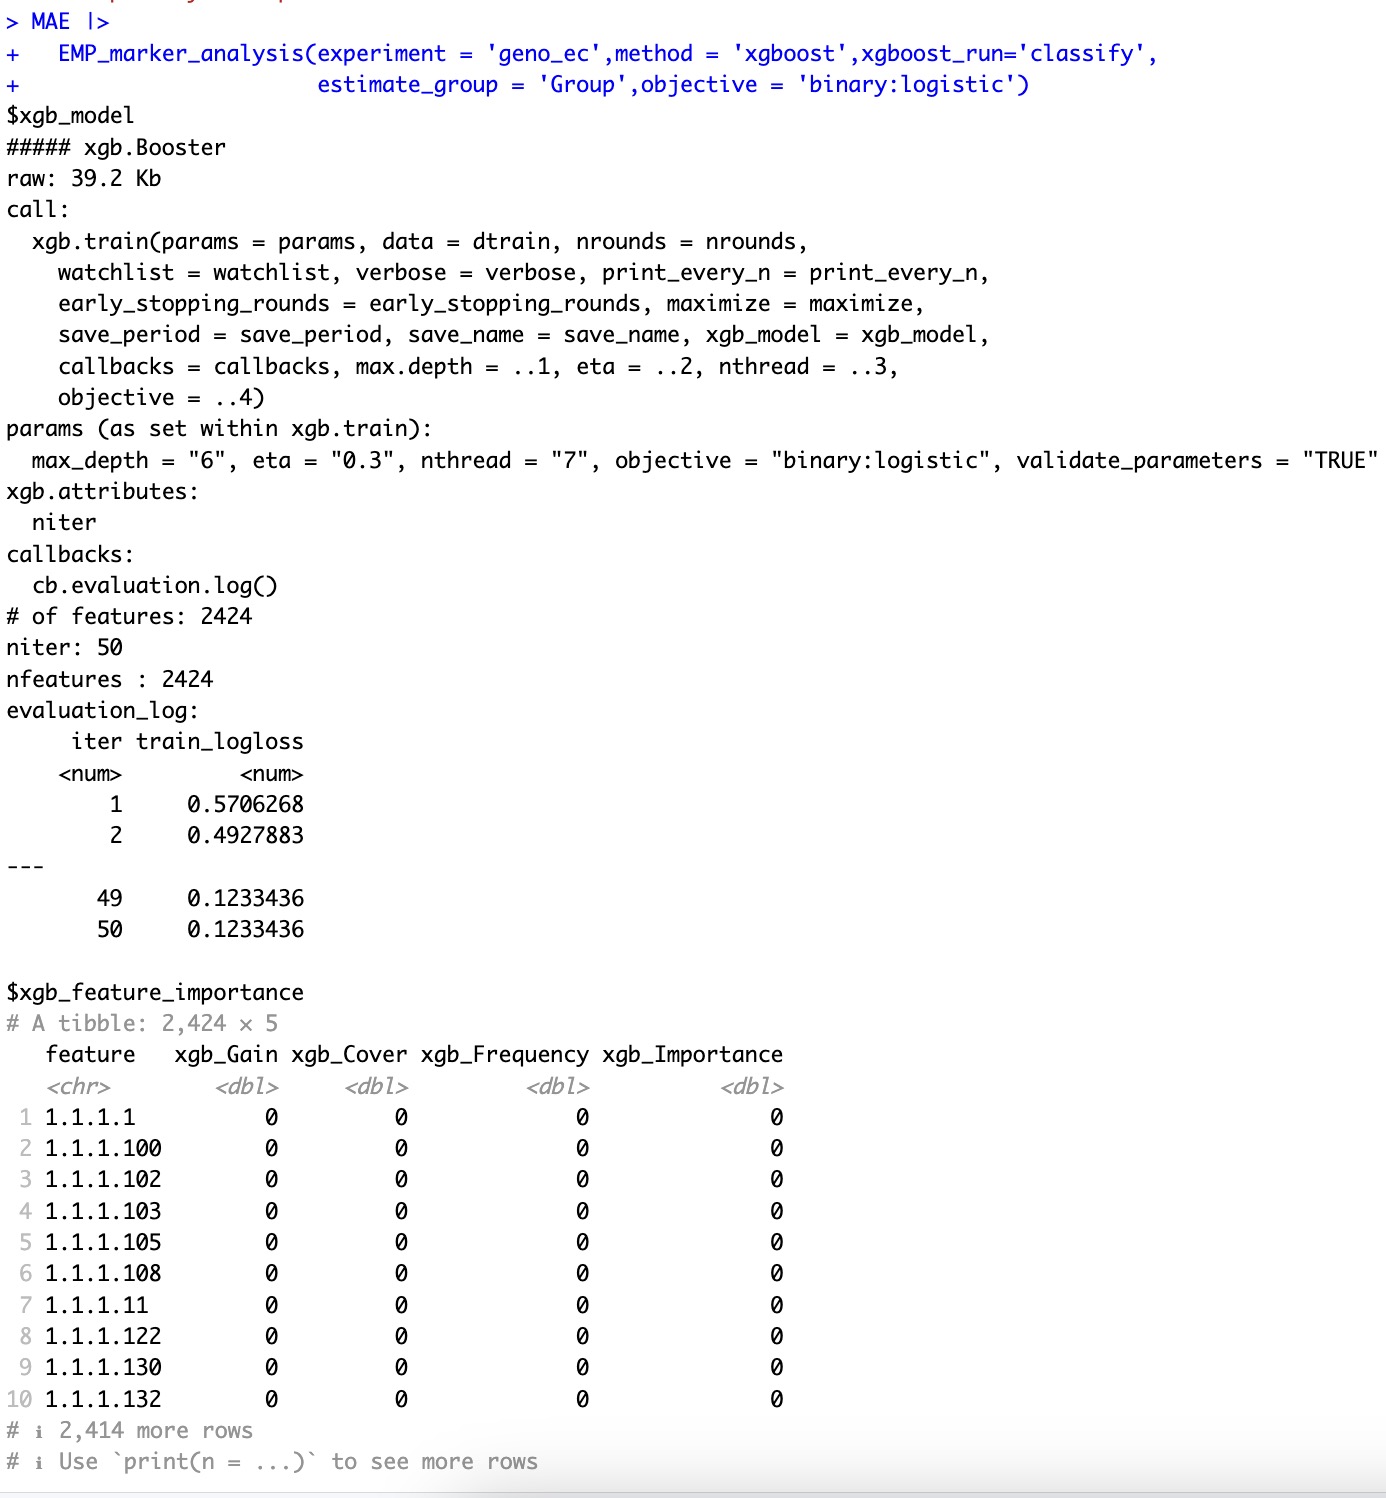 > MAE |>
+   EMP_marker_analysis(experiment = 'geno_ec',method = 'xgboost',xgboost_run='classify',
+                       estimate_group = 'Group',objective = 'binary:logistic')
$xgb_model
##### xgb.Booster
raw: 39.2 Kb
call:
  xgb.train(params = params, data = dtrain, nrounds = nrounds,
    watchlist = watchlist, verbose = verbose, print_every_n = print_every_n,
    early_stopping_rounds = early_stopping_rounds, maximize = maximize,
    save_period = save_period, save_name = save_name, xgb_model = xgb_model,
    callbacks = callbacks, max.depth = ..1, eta = ..2, nthread = ..3,
    objective = ..4)
params (as set within xgb.train):
  max_depth = "6", eta = "0.3", nthread = "7", objective = "binary:logistic", validate_parameters = "TRUE"
xgb.attributes:
  niter
callbacks:
  cb.evaluation.log()
# of features: 2424
niter: 50
nfeatures : 2424
evaluation_log:
     iter train_logloss
    <num>         <num>
        1     0.5706268
        2     0.4927883
---
       49     0.1233436
       50     0.1233436
$xgb_feature_importance
# A tibble: 2,424 × 5
   feature   xgb_Gain xgb_Cover xgb_Frequency xgb_Importance
   <chr>        <dbl>     <dbl>         <dbl>          <dbl>
 1 1.1.1.1          0         0             0              0
 2 1.1.1.100        0         0             0              0
 3 1.1.1.102        0         0             0              0
 4 1.1.1.103        0         0             0              0
 5 1.1.1.105        0         0             0              0
 6 1.1.1.108        0         0             0              0
 7 1.1.1.11         0         0             0              0
 8 1.1.1.122        0         0             0              0
 9 1.1.1.130        0         0             0              0
10 1.1.1.132        0         0             0              0
# ℹ 2,414 more rows
# ℹ Use `print(n = ...)` to see more rows